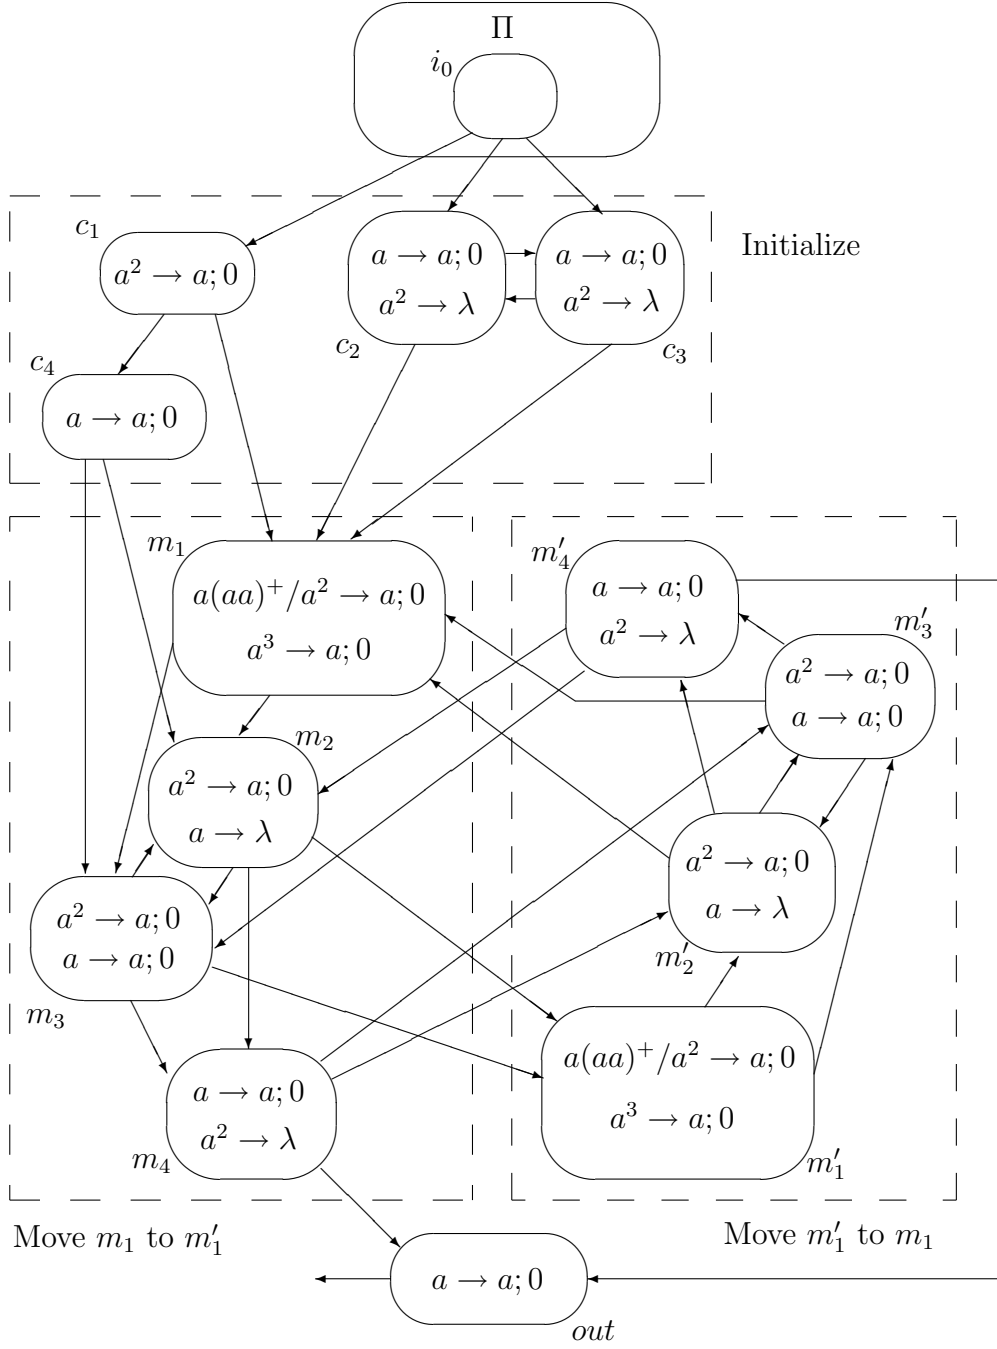 Π
i₀
c₁
a² → a; 0
a → a; 0
a² → λ
c₂
a → a; 0
a² → λ
c₃
Initialize
c₄
a → a; 0
m₁
a(aa)⁺/a² → a; 0
a³ → a; 0
m′₄
a → a; 0
a² → λ
m′₃
a² → a; 0
a → a; 0
m₂
a² → a; 0
a → λ
a² → a; 0
a → λ
m′₂
a² → a; 0
a → a; 0
m₃
a(aa)⁺/a² → a; 0
a³ → a; 0
m′₁
a → a; 0
a² → λ
m₄
Move m₁ to m′₁
Move m′₁ to m₁
a → a; 0
out